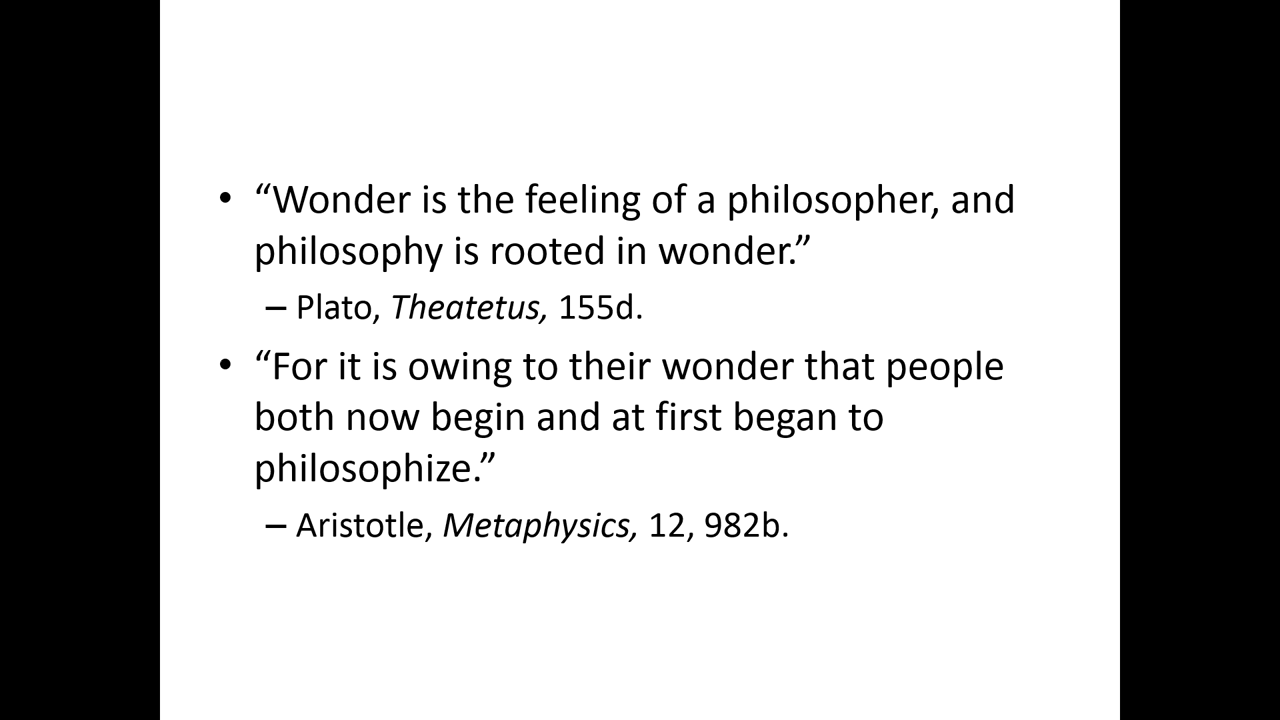 • “Wonder is the feeling of a philosopher, and
philosophy is rooted in wonder.”
– Plato, Theatetus, 155d.
• “For it is owing to their wonder that people
both now begin and at first began to
philosophize.”
– Aristotle, Metaphysics, 12, 982b.